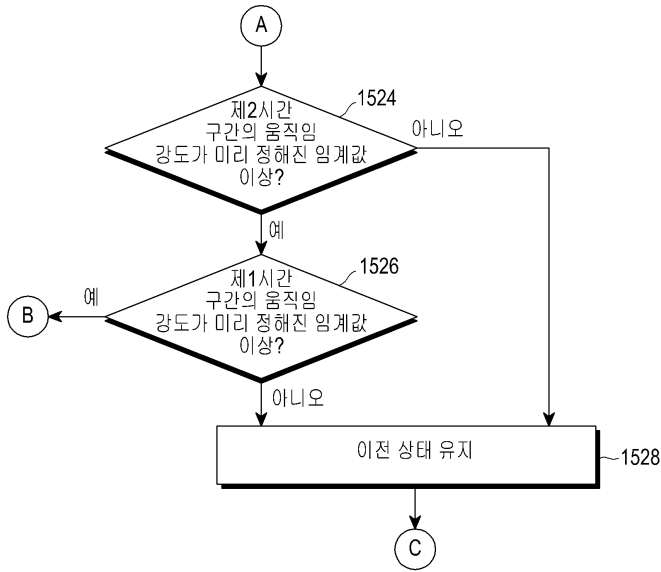 A
제2시간
구간의 움직임
강도가 미리 정해진 임계값
이상?
1524
아니오
예
제1시간
구간의 움직임
강도가 미리 정해진 임계값
이상?
1526
예
B
아니오
이전 상태 유지
1528
C